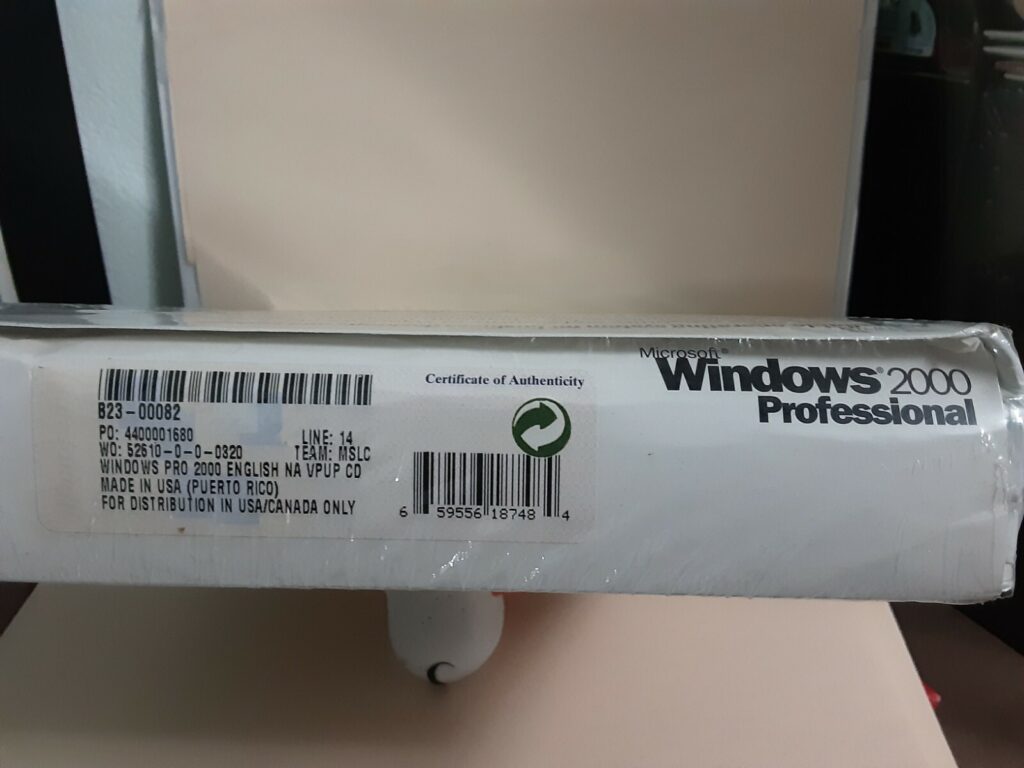 B23-00082
PO: 4400001680 LINE: 14
WO: 52610-0-0-0320 TEAM: MSLC
WINDOWS PRO 2000 ENGLISH NA VPUP CD
MADE IN USA (PUERTO RICO)
FOR DISTRIBUTION IN USA/CANADA ONLY
Certificate of Authenticity
6 59556 18748 4
Microsoft®
Windows® 2000
Professional